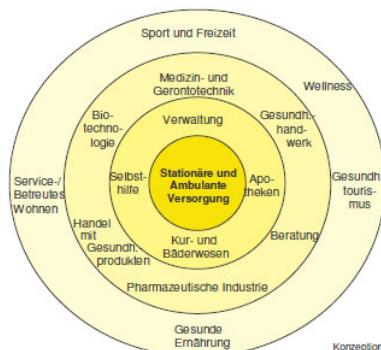 Sport und Freizeit
Medizin- und
Gerontotechnik
Wellness
Bio-
techno-
logie
Verwaltung
Gesundh.-
hand-
werk
Selbst-
hilfe
Stationäre und
Ambulante
Versorgung
Apo-
theken
Service-/
Betreutes
Wohnen
Gesundh.
touris-
mus
Handel
mit
Gesundh.-
produkten
Kur- und
Bäderwesen
Beratung
Pharmazeutische Industrie
Gesunde
Ernährung
Konzeption